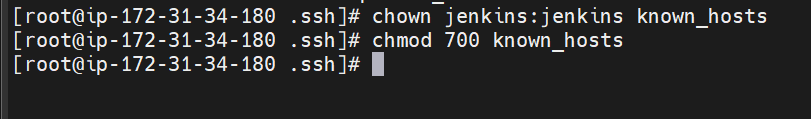 [root@ip-172-31-34-180 .ssh]# chown jenkins:jenkins known_hosts
[root@ip-172-31-34-180 .ssh]# chmod 700 known_hosts
[root@ip-172-31-34-180 .ssh]#